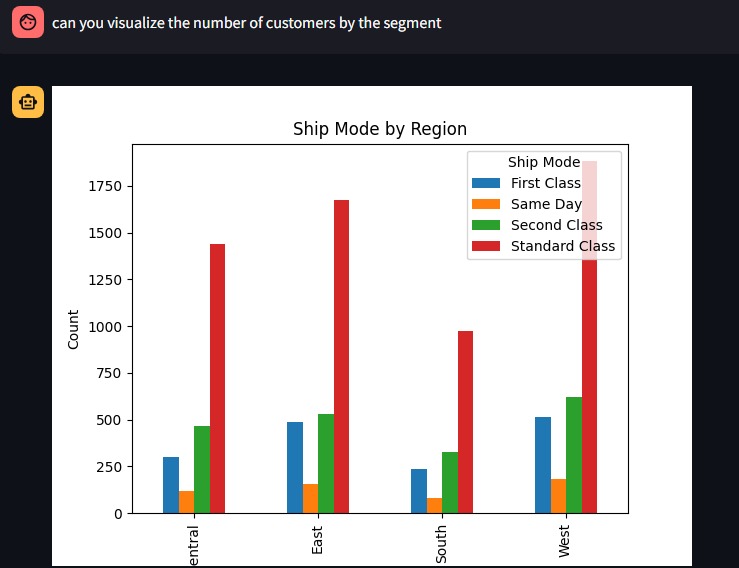 can you visualize the number of customers by the segment
Ship Mode by Region
Ship Mode
First Class
Same Day
Second Class
Standard Class
1750
1500
1250
1000
750
500
250
0
Count
entral
East
South
West